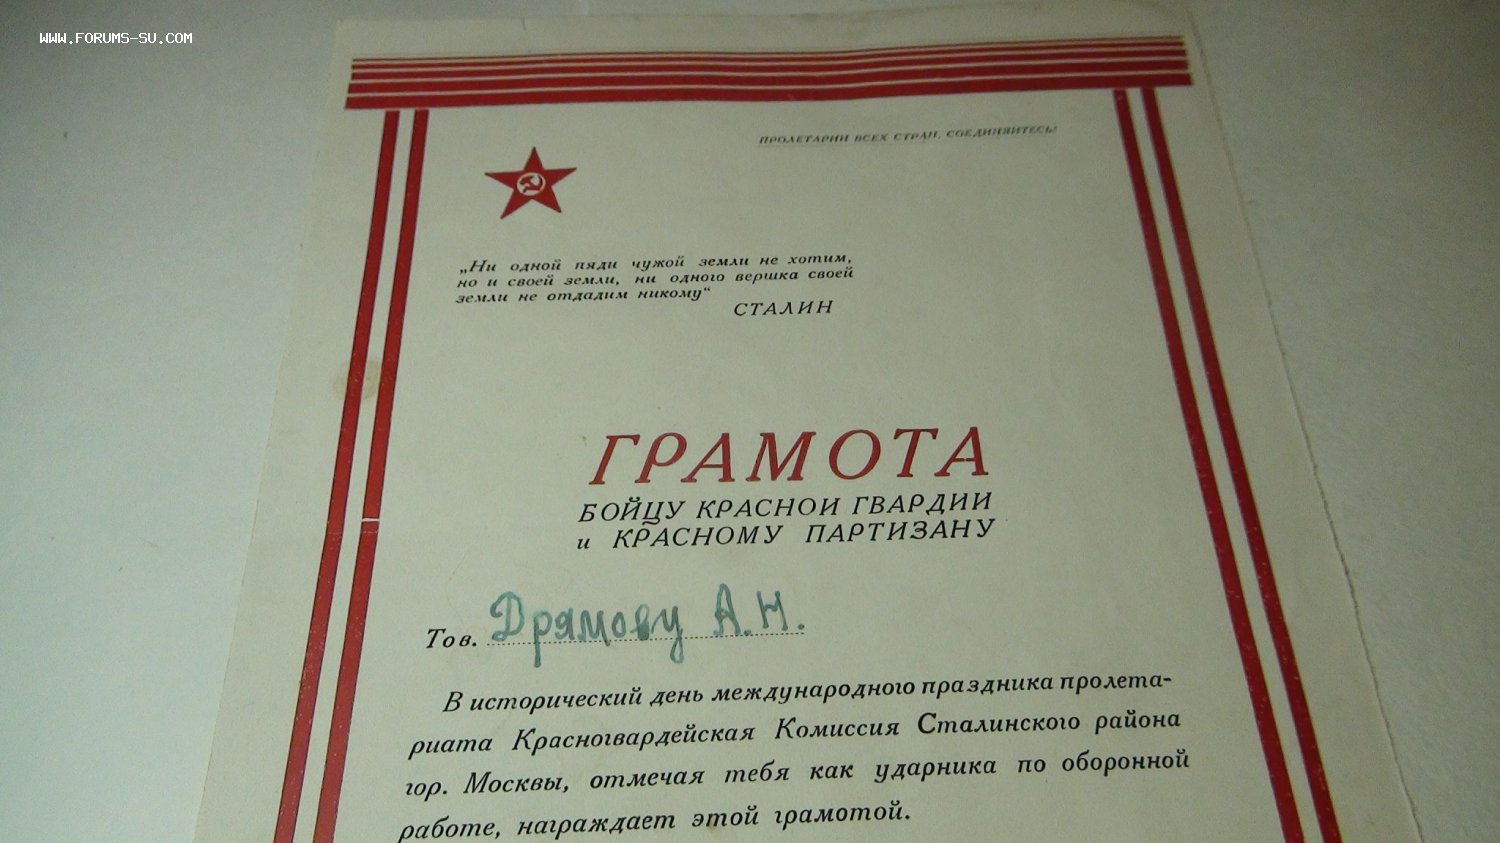 WWW.FORUMS-SU.COM
ПРОЛЕТАРИИ ВСЕХ СТРАН, СОЕДИНЯЙТЕСЬ!
„Ни одной пяди чужой земли не хотим,
но и своей земли, ни одного вершка своей
земли не отдадим никому“
СТАЛИН
ГРАМОТА
БОЙЦУ КРАСНОЙ ГВАРДИИ
и КРАСНОМУ ПАРТИЗАНУ
Тов. Дрямову А.Н.
В исторический день международного праздника пролета-
риата Красногвардейская Комиссия Сталинского района
гор. Москвы, отмечая тебя как ударника по оборонной
работе, награждает этой грамотой.